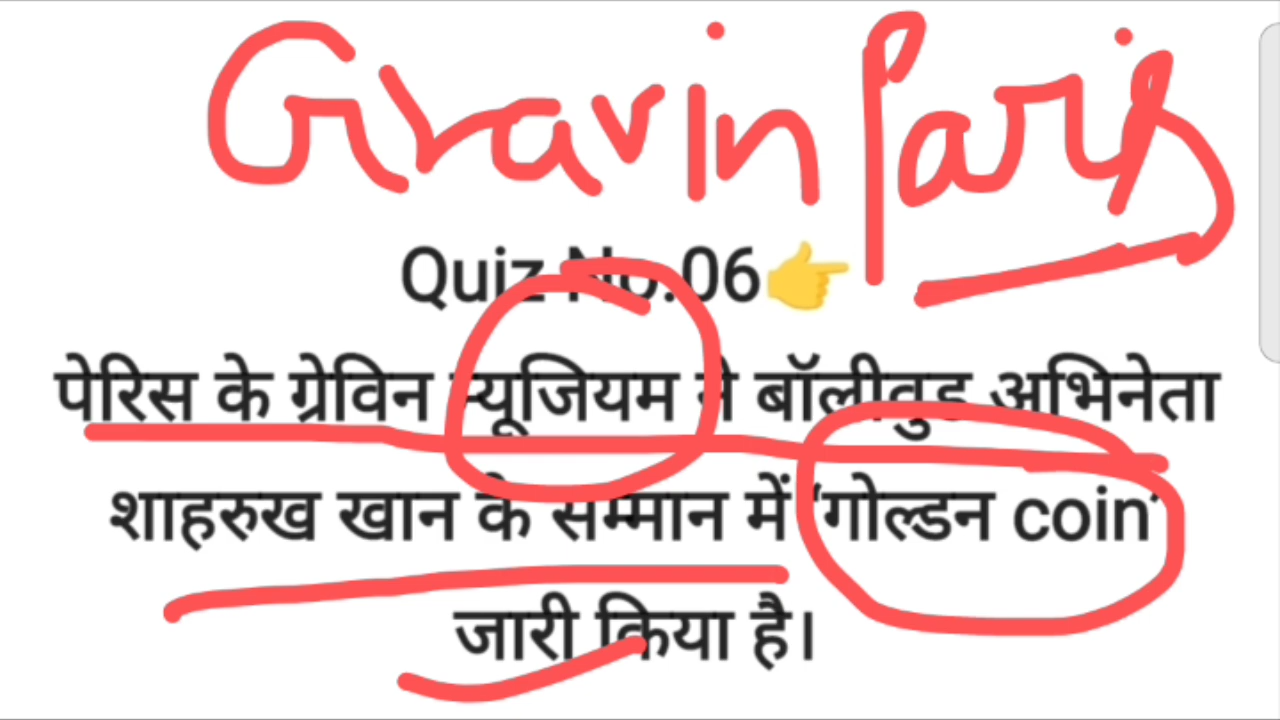 Gravin Paris
Quiz No.06👉
पेरिस के ग्रेविन म्यूजियम ने बॉलीवुड अभिनेता
शाहरुख खान के सम्मान में ‘गोल्डन coin’
जारी किया है।